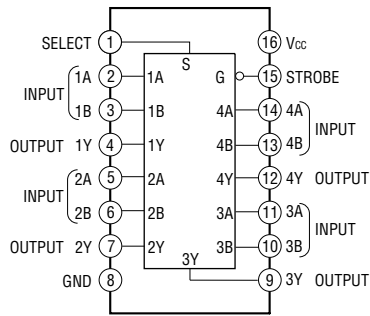 SELECT 1 S 16 Vcc
1A 2 1A G 15 STROBE
INPUT
1B 3 1B 4A 14 4A
INPUT
OUTPUT 1Y 4 1Y 4B 13 4B
2A 5 2A 4Y 12 4Y OUTPUT
INPUT
2B 6 2B 3A 11 3A
INPUT
OUTPUT 2Y 7 2Y 3B 10 3B
3Y
GND 8 9 3Y OUTPUT